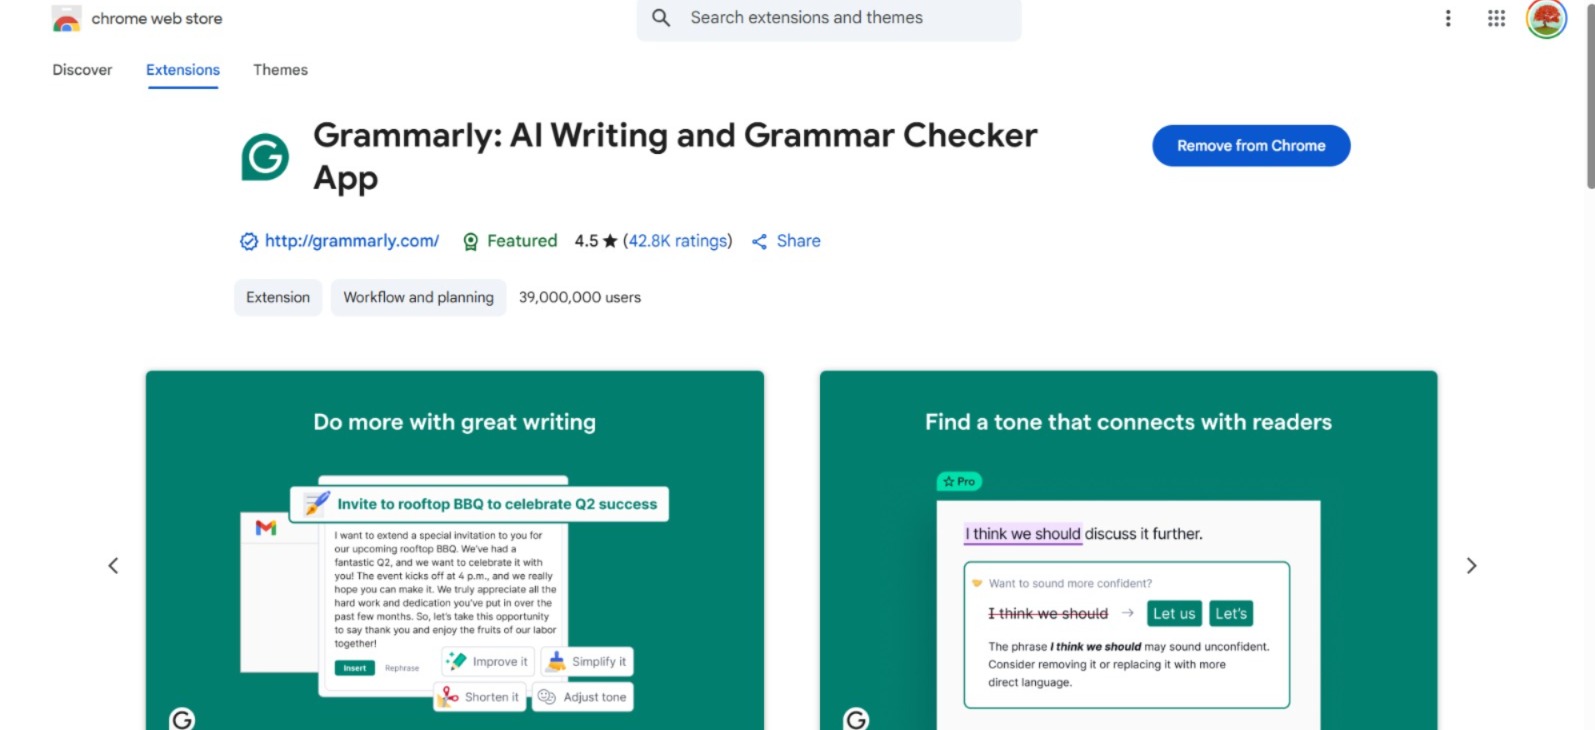 chrome web store
Search extensions and themes
Discover
Extensions
Themes
Grammarly: AI Writing and Grammar Checker
App
Remove from Chrome
http://grammarly.com/
Featured
4.5 ★ (42.8K ratings)
Share
Extension
Workflow and planning
39,000,000 users
Do more with great writing
Invite to rooftop BBQ to celebrate Q2 success
I want to extend a special invitation to you for
our upcoming rooftop BBQ. We've had a
fantastic Q2, and we want to celebrate it with
you! The event kicks off at 4 p.m., and we really
hope you can make it. We truly appreciate all the
hard work and dedication you've put in over the
past few months. So, let's take this opportunity
to say thank you and enjoy the fruits of our labor
together!
Insert
Rephrase
Improve it
Simplify it
Shorten it
Adjust tone
Find a tone that connects with readers
Pro
I think we should discuss it further.
Want to sound more confident?
I think we should → Let us Let's
The phrase I think we should may sound unconfident.
Consider removing it or replacing it with more
direct language.